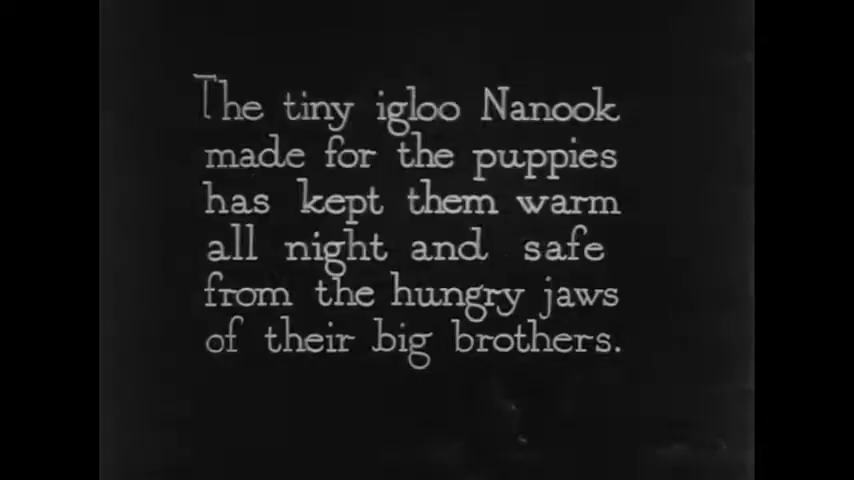 The tiny igloo Nanook
made for the puppies
has kept them warm
all night and safe
from the hungry jaws
of their big brothers.